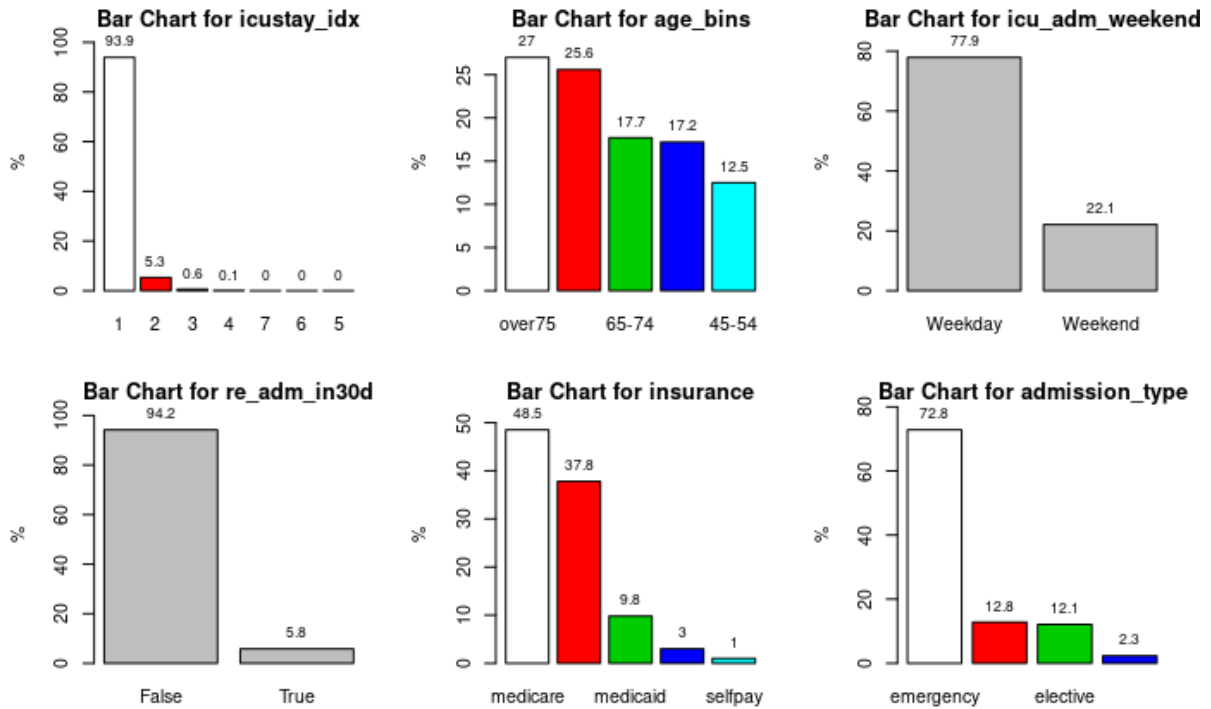 Bar Chart for icustay_idx
%
0 20 40 60 80 100
93.9 5.3 0.6 0.1 0 0 0
1 2 3 4 7 6 5
Bar Chart for age_bins
%
0 5 10 15 20 25
27 25.6 17.7 17.2 12.5
over75 65-74 45-54
Bar Chart for icu_adm_weekend
%
0 20 40 60 80
77.9 22.1
Weekday Weekend
Bar Chart for re_adm_in30d
%
0 20 40 60 80 100
94.2 5.8
False True
Bar Chart for insurance
%
0 10 20 30 40 50
48.5 37.8 9.8 3 1
medicare medicaid selfpay
Bar Chart for admission_type
%
0 20 40 60 80
72.8 12.8 12.1 2.3
emergency elective